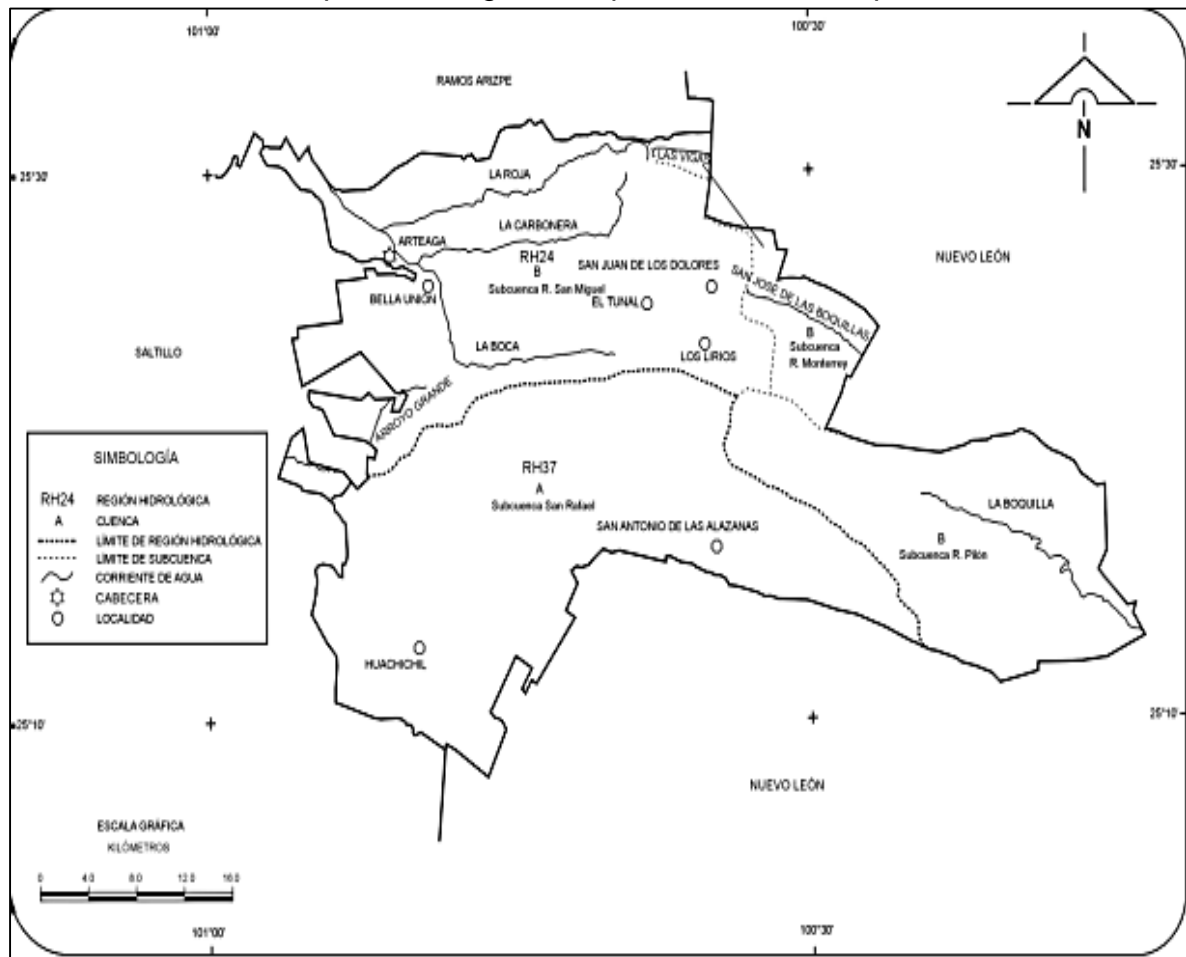 101°00'
100°30'
RAMOS ARIZPE
N
25°30'
25°30'
LAS VIGAS
LA ROJA
LA CARBONERA
ARTEAGA
RH24
B
Subcuenca R. San Miguel
SAN JUAN DE LOS DOLORES
NUEVO LEÓN
BELLA UNIÓN
EL TUNAL
SAN JOSÉ DE LAS BOQUILLAS
SALTILLO
LA BOCA
LOS LIRIOS
B
Subcuenca
R. Monterrey
ARROYO GRANDE
SIMBOLOGÍA
RH24 REGIÓN HIDROLÓGICA
A CUENCA
LÍMITE DE REGIÓN HIDROLÓGICA
LÍMITE DE SUBCUENCA
CORRIENTE DE AGUA
CABECERA
LOCALIDAD
RH37
A
Subcuenca San Rafael
SAN ANTONIO DE LAS ALAZANAS
LA BOQUILLA
B
Subcuenca R. Pilón
HUACHICHIL
25°10'
25°10'
NUEVO LEÓN
ESCALA GRÁFICA
KILÓMETROS
0 4.0 8.0 12.0 16.0
101°00'
100°30'